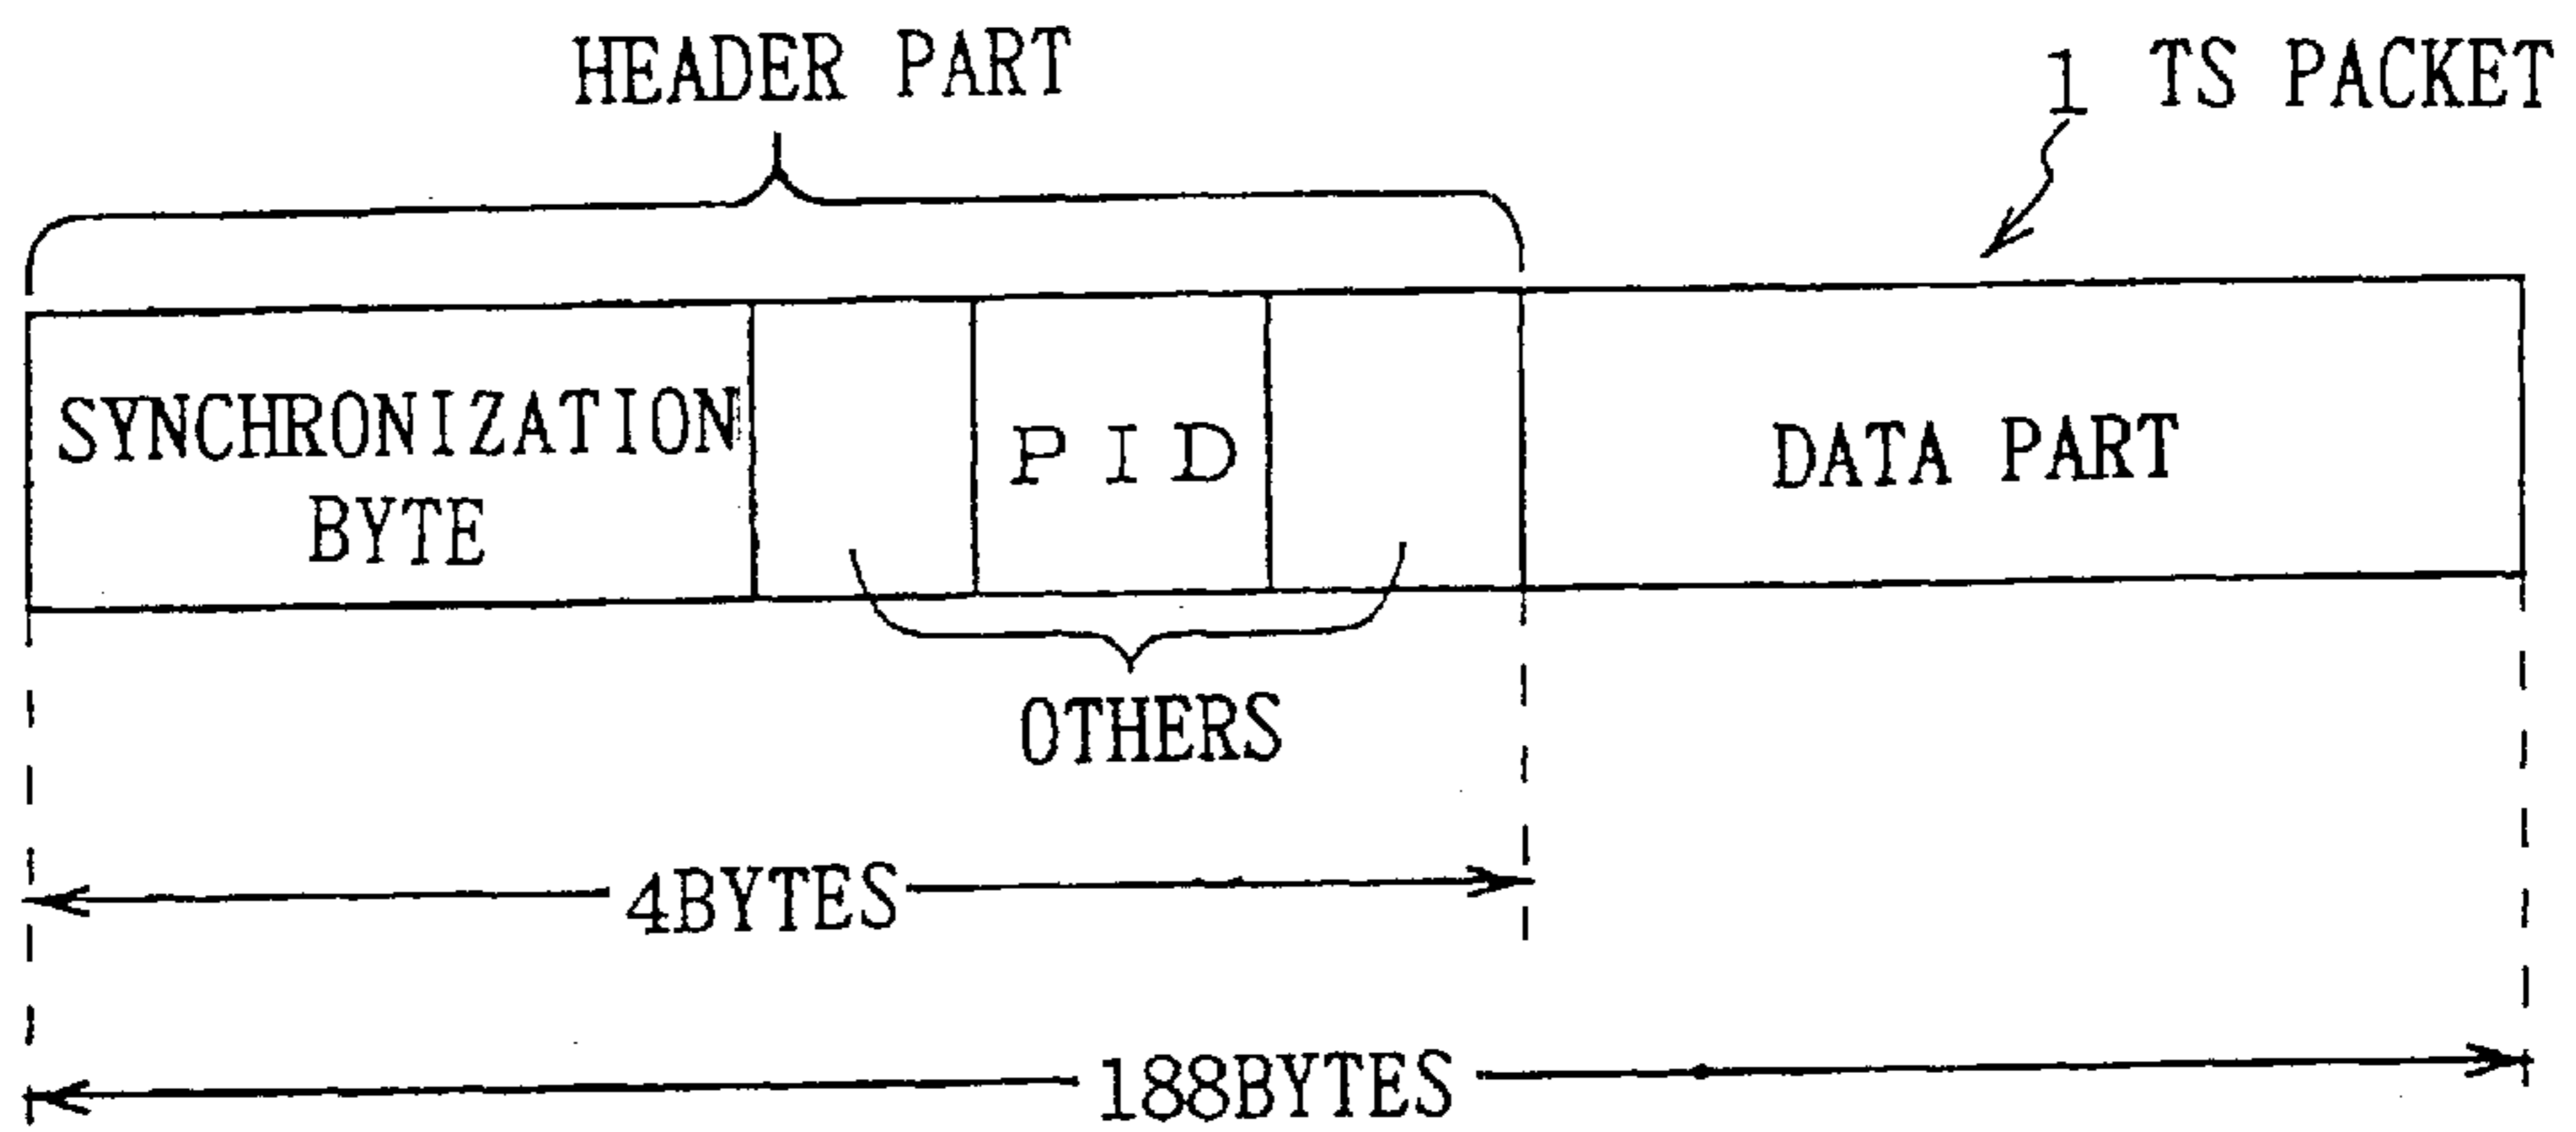 HEADER PART
1 TS PACKET
SYNCHRONIZATION
BYTE
PID
DATA PART
OTHERS
4BYTES
188BYTES